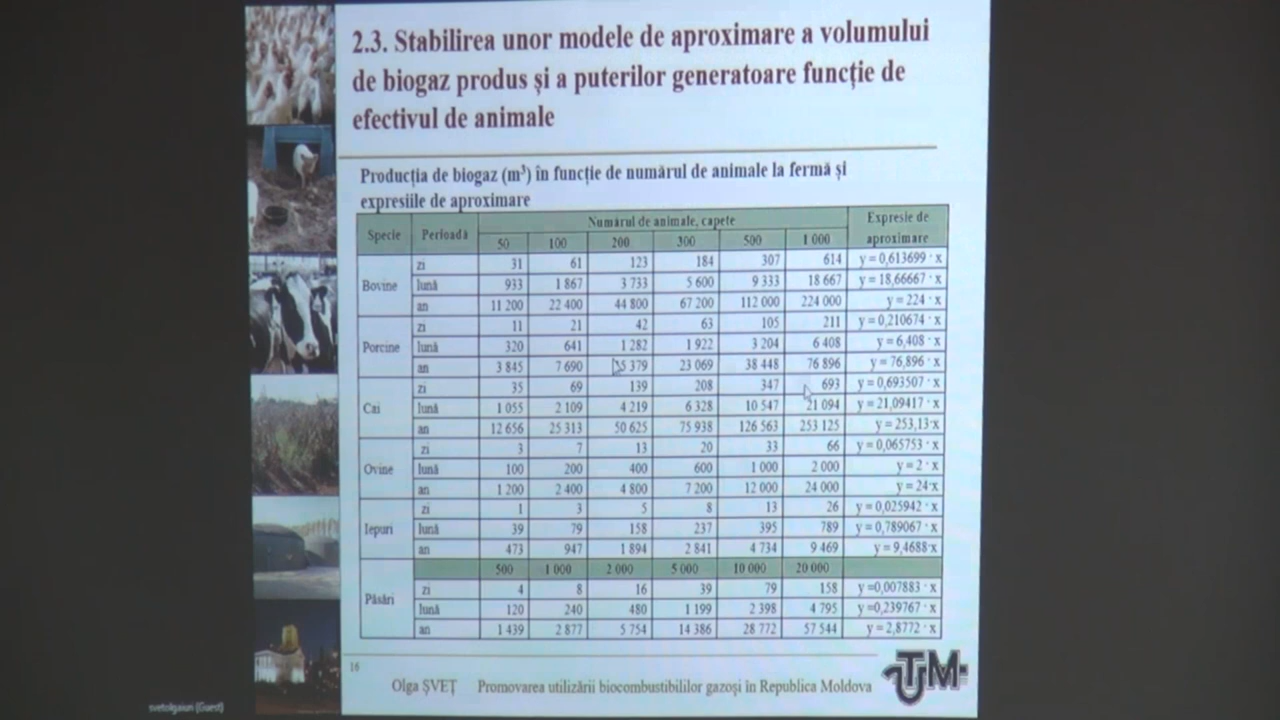 2.3. Stabilirea unor modele de aproximare a volumului
de biogaz produs și a puterilor generatoare funcție de
efectivul de animale
Producția de biogaz (m³) în funcție de numărul de animale la fermă și
expresiile de aproximare
Specie Perioadă Numărul de animale, capete Expresie de aproximare
50 100 200 300 500 1 000
Bovine
zi 31 61 123 184 307 614 y = 0,613699 · x
lună 933 1 867 3 733 5 600 9 333 18 667 y = 18,66667 · x
an 11 200 22 400 44 800 67 200 112 000 224 000 y = 224 · x
Porcine
zi 11 21 42 63 105 211 y = 0,210674 · x
lună 320 641 1 282 1 922 3 204 6 408 y = 6,408 · x
an 3 845 7 690 15 379 23 069 38 448 76 896 y = 76,896 · x
Cai
zi 35 69 139 208 347 693 y = 0,693507 · x
lună 1 055 2 109 4 219 6 328 10 547 21 094 y = 21,09417 · x
an 12 656 25 313 50 625 75 938 126 563 253 125 y = 253,13·x
Ovine
zi 3 7 13 20 33 66 y = 0,065753 · x
lună 100 200 400 600 1 000 2 000 y = 2 · x
an 1 200 2 400 4 800 7 200 12 000 24 000 y = 24·x
Iepuri
zi 1 3 5 8 13 26 y = 0,025942 · x
lună 39 79 158 237 395 789 y = 0,789067 · x
an 473 947 1 894 2 841 4 734 9 469 y = 9,4688·x
Păsări
500 1 000 2 000 5 000 10 000 20 000
zi 4 8 16 39 79 158 y =0,007883 · x
lună 120 240 480 1 199 2 398 4 795 y =0,239767 · x
an 1 439 2 877 5 754 14 386 28 772 57 544 y = 2,8772 · x
16
Olga ȘVEȚ Promovarea utilizării biocombustibililor gazoși în Republica Moldova
UTM
svetolgaiuri (Guest)